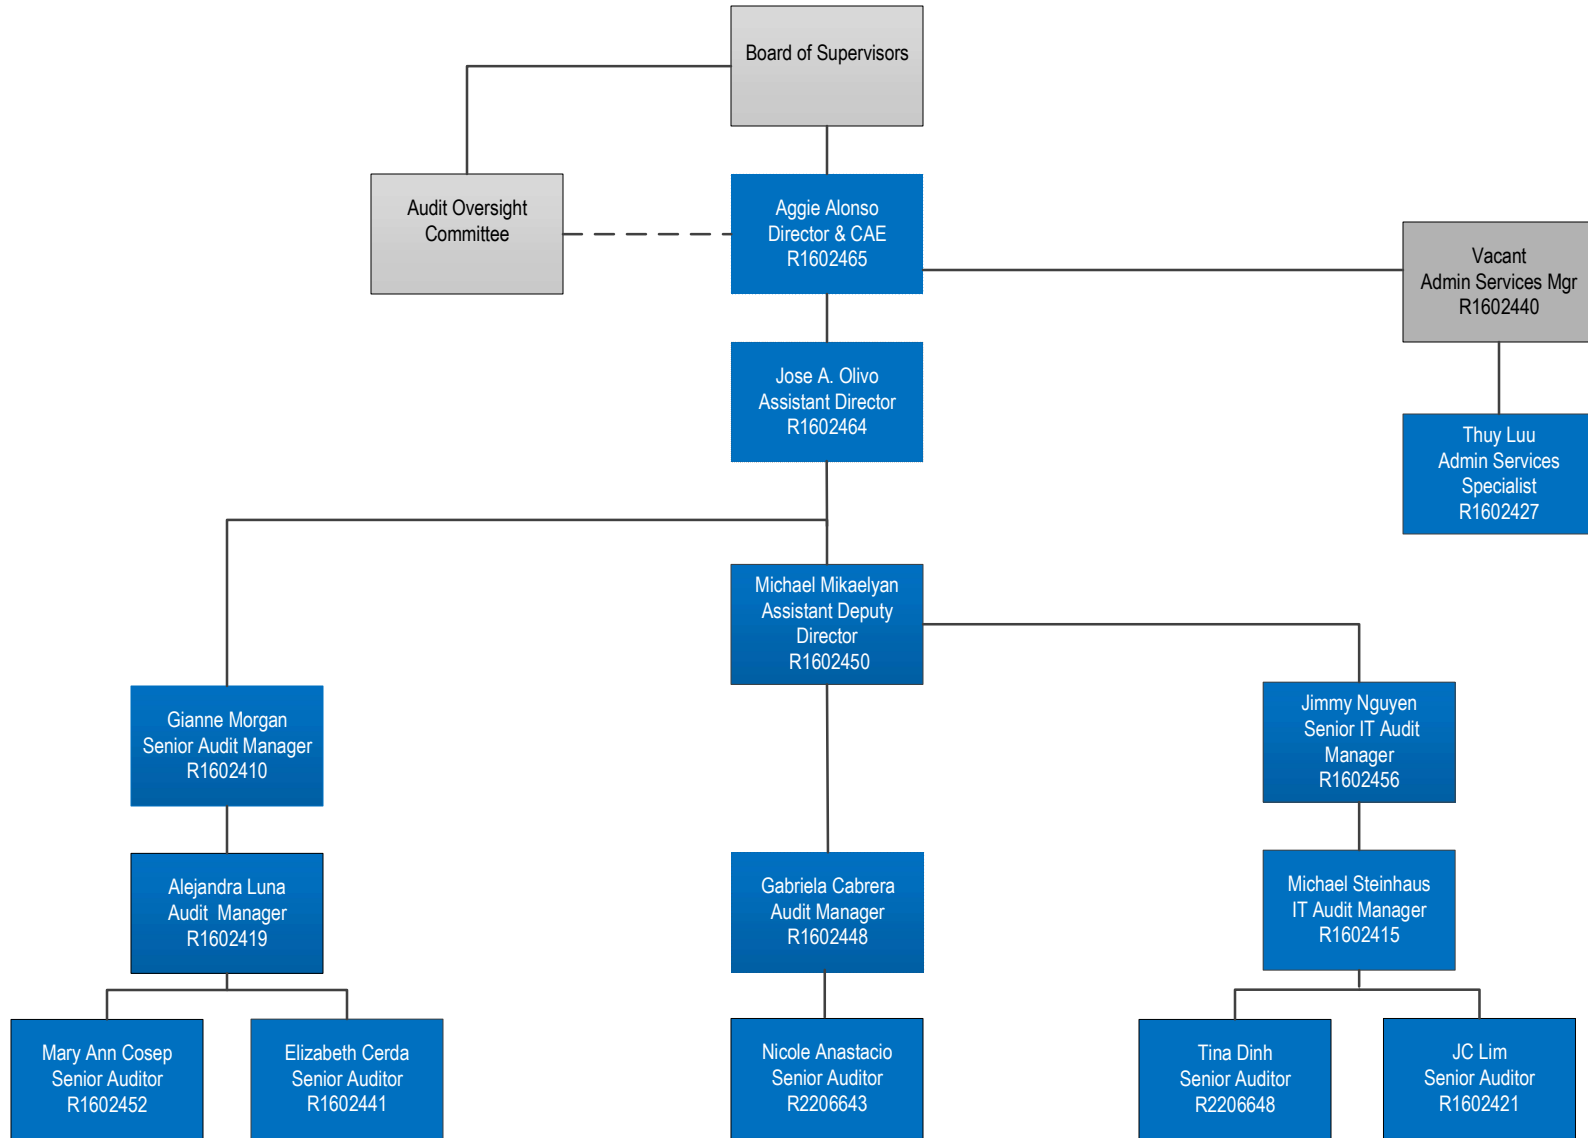 Board of Supervisors
Audit Oversight
Committee
Aggie Alonso
Director & CAE
R1602465
Vacant
Admin Services Mgr
R1602440
Jose A. Olivo
Assistant Director
R1602464
Thuy Luu
Admin Services
Specialist
R1602427
Michael Mikaelyan
Assistant Deputy
Director
R1602450
Gianne Morgan
Senior Audit Manager
R1602410
Jimmy Nguyen
Senior IT Audit
Manager
R1602456
Alejandra Luna
Audit  Manager
R1602419
Gabriela Cabrera
Audit Manager
R1602448
Michael Steinhaus
IT Audit Manager
R1602415
Mary Ann Cosep
Senior Auditor
R1602452
Elizabeth Cerda
Senior Auditor
R1602441
Nicole Anastacio
Senior Auditor
R2206643
Tina Dinh
Senior Auditor
R2206648
JC Lim
Senior Auditor
R1602421